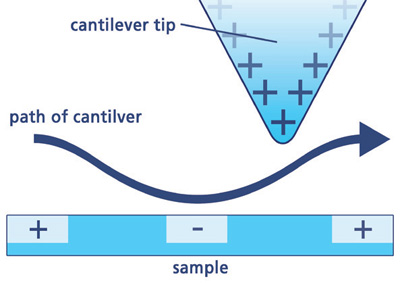 cantilever tip
path of cantilver
+ - +
sample